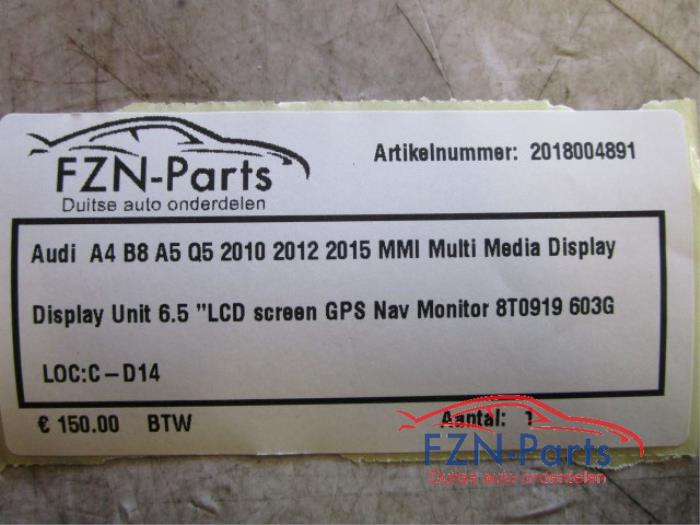 FZN-Parts
Duitse auto onderdelen
Artikelnummer: 2018004891
Audi A4 B8 A5 Q5 2010 2012 2015 MMI Multi Media Display
Display Unit 6.5 "LCD screen GPS Nav Monitor 8T0919 603G
LOC:C-D14
€ 150.00 BTW
Aantal: 1
FZN-Parts
Duitse auto onderdelen